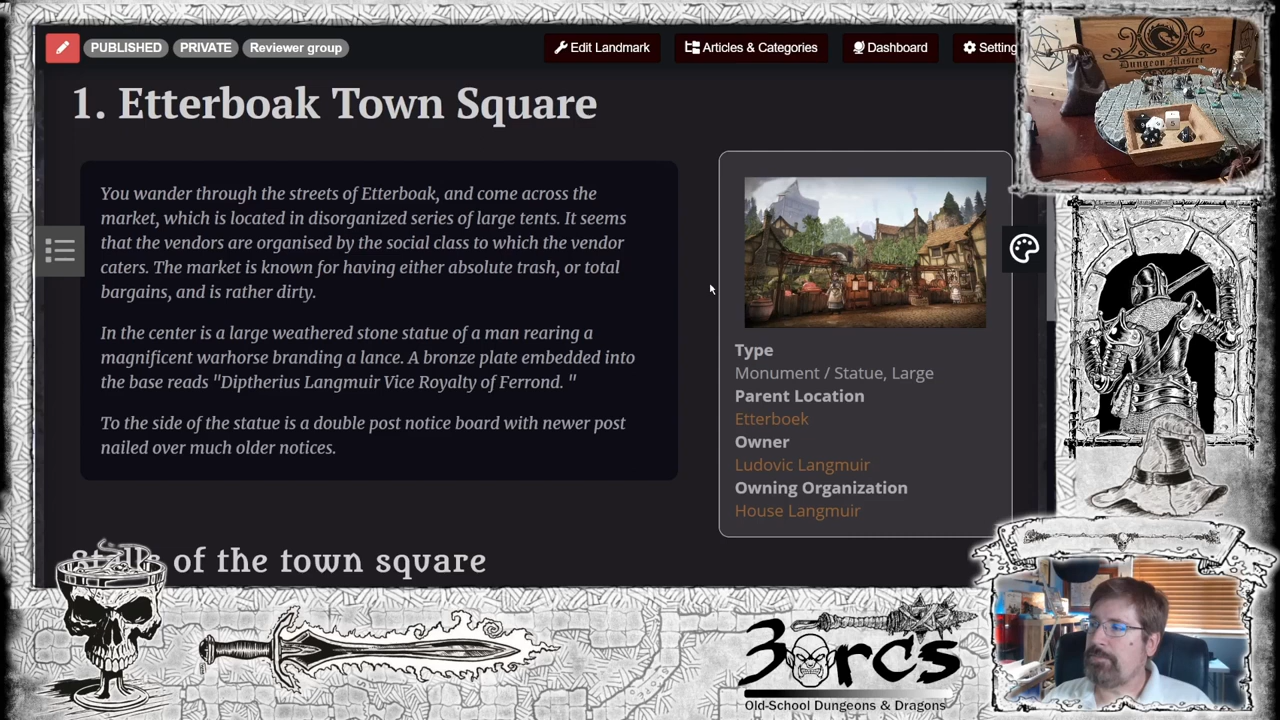 PUBLISHED PRIVATE Reviewer group
Edit Landmark Articles & Categories Dashboard Setting
Dungeon Master
1. Etterboak Town Square
You wander through the streets of Etterboak, and come across the
market, which is located in disorganized series of large tents. It seems
that the vendors are organised by the social class to which the vendor
caters. The market is known for having either absolute trash, or total
bargains, and is rather dirty.
In the center is a large weathered stone statue of a man rearing a
magnificent warhorse branding a lance. A bronze plate embedded into
the base reads "Diptherius Langmuir Vice Royalty of Ferrond. "
To the side of the statue is a double post notice board with newer post
nailed over much older notices.
Type
Monument / Statue, Large
Parent Location
Etterboek
Owner
Ludovic Langmuir
Owning Organization
House Langmuir
Stalls of the town square
3 orcs
Old-School Dungeons & Dragons